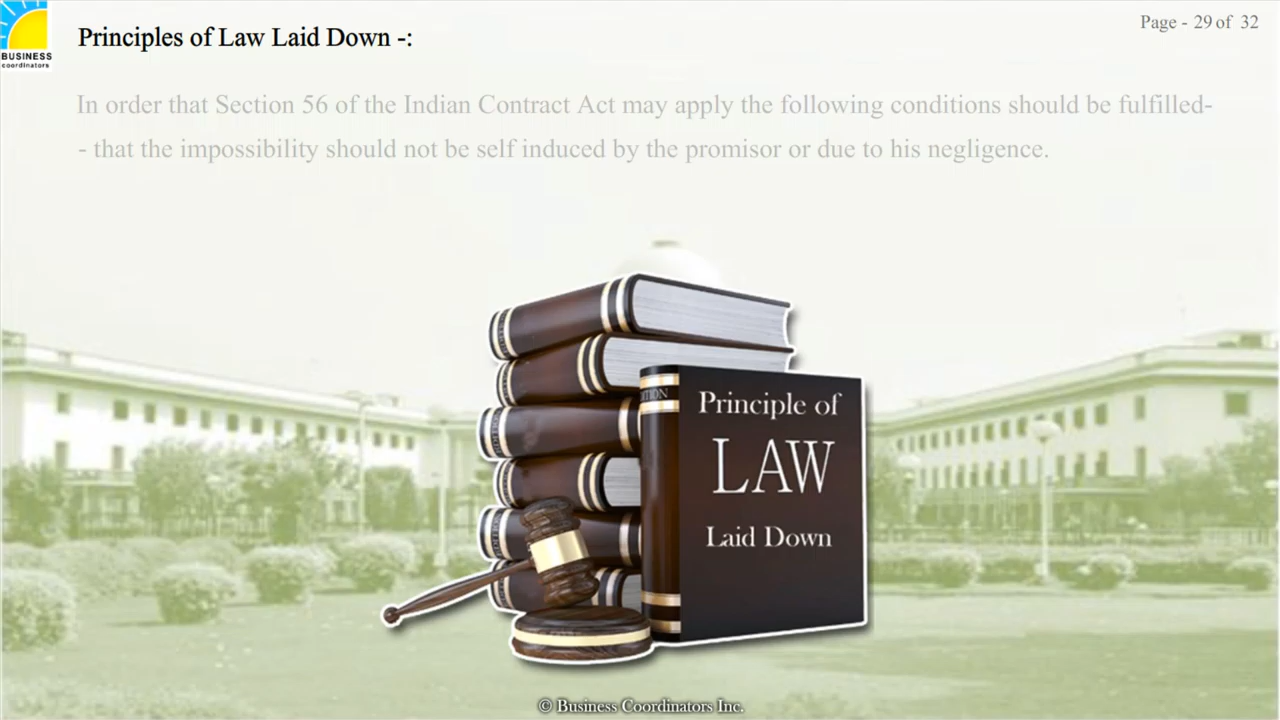 BUSINESS
coordinators
Principles of Law Laid Down -:
Page - 29 of 32
In order that Section 56 of the Indian Contract Act may apply the following conditions should be fulfilled-
- that the impossibility should not be self induced by the promisor or due to his negligence.
Principle of
LAW
Laid Down
© Business Coordinators Inc.